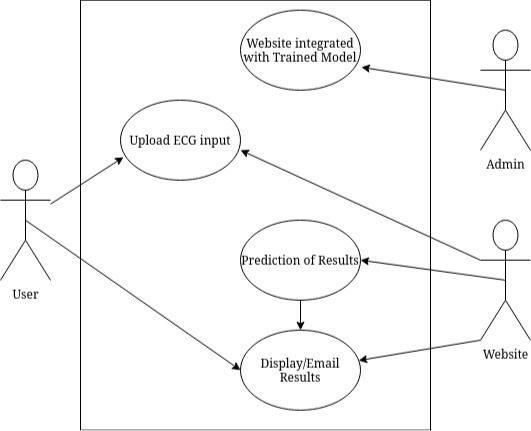 Website integrated
with Trained Model
Admin
Upload ECG input
User
Prediction of Results
Website
Display/Email
Results